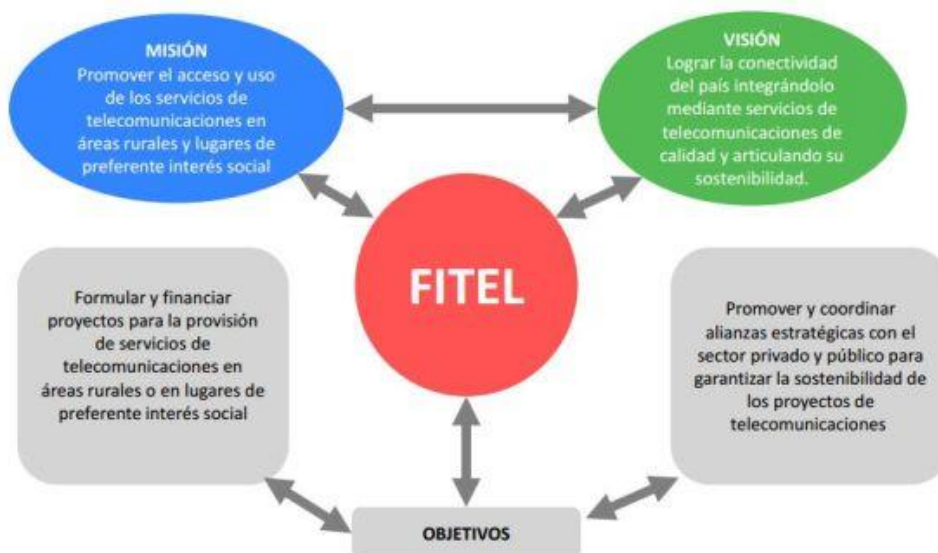 MISIÓN
Promover el acceso y uso
de los servicios de
telecomunicaciones en
áreas rurales y lugares de
preferente interés social
VISIÓN
Lograr la conectividad
del país integrándolo
mediante servicios de
telecomunicaciones de
calidad y articulando su
sostenibilidad.
FITEL
Formular y financiar
proyectos para la provisión
de servicios de
telecomunicaciones en
áreas rurales o en lugares de
preferente interés social
Promover y coordinar
alianzas estratégicas con el
sector privado y público para
garantizar la sostenibilidad de
los proyectos de
telecomunicaciones
OBJETIVOS